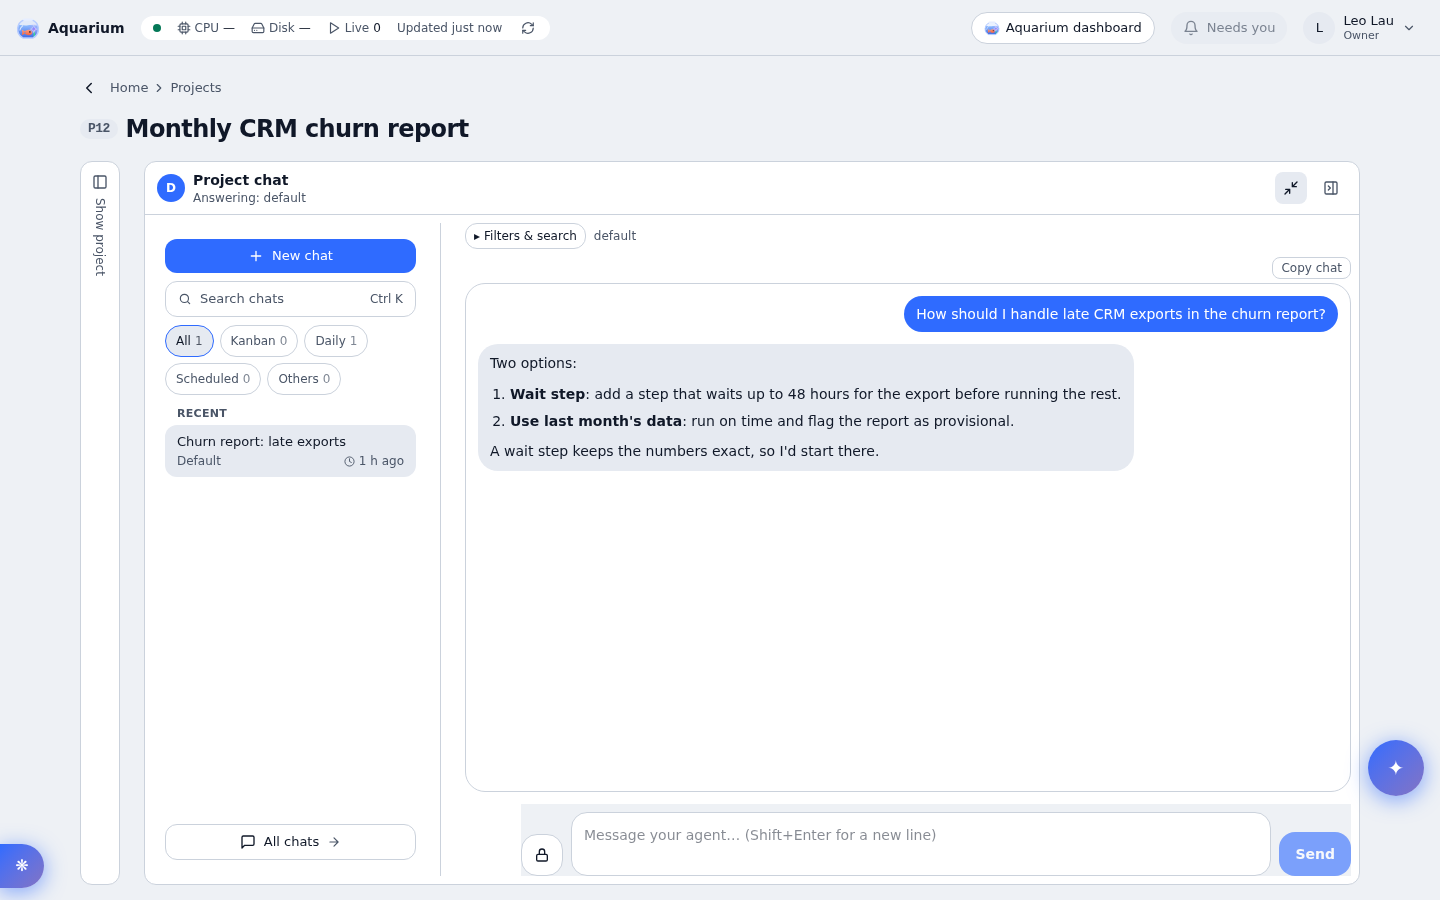 Aquarium
CPU —
Disk —
Live 0
Updated just now
Aquarium dashboard
Needs you
L
Leo Lau
Owner
Home
Projects
P12
Monthly CRM churn report
Show project
D
Project chat
Answering: default
New chat
Search chats
Ctrl K
All 1
Kanban 0
Daily 1
Scheduled 0
Others 0
RECENT
Churn report: late exports
Default
1 h ago
All chats
▸ Filters & search
default
Copy chat
How should I handle late CRM exports in the churn report?
Two options:
1. Wait step: add a step that waits up to 48 hours for the export before running the rest.
2. Use last month's data: run on time and flag the report as provisional.
A wait step keeps the numbers exact, so I'd start there.
Message your agent… (Shift+Enter for a new line)
Send